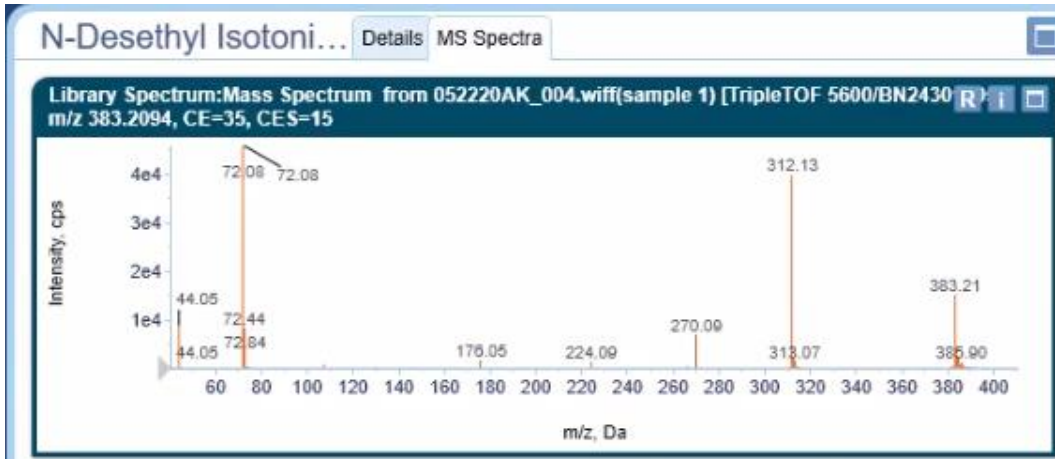 N-Desethyl Isotoni... Details MS Spectra
Library Spectrum:Mass Spectrum from 052220AK_004.wiff(sample 1) [TripleTOF 5600/BN2430 R i
m/z 383.2094, CE=35, CES=15
Intensity, cps
4e4
3e4
2e4
1e4
72.08 72.08
312.13
383.21
44.05
72.44
270.09
44.05
72.84
176.05
224.09
313.07
60 80 100 120 140 160 180 200 220 240 260 280 300 320 340 360 380 400
m/z, Da